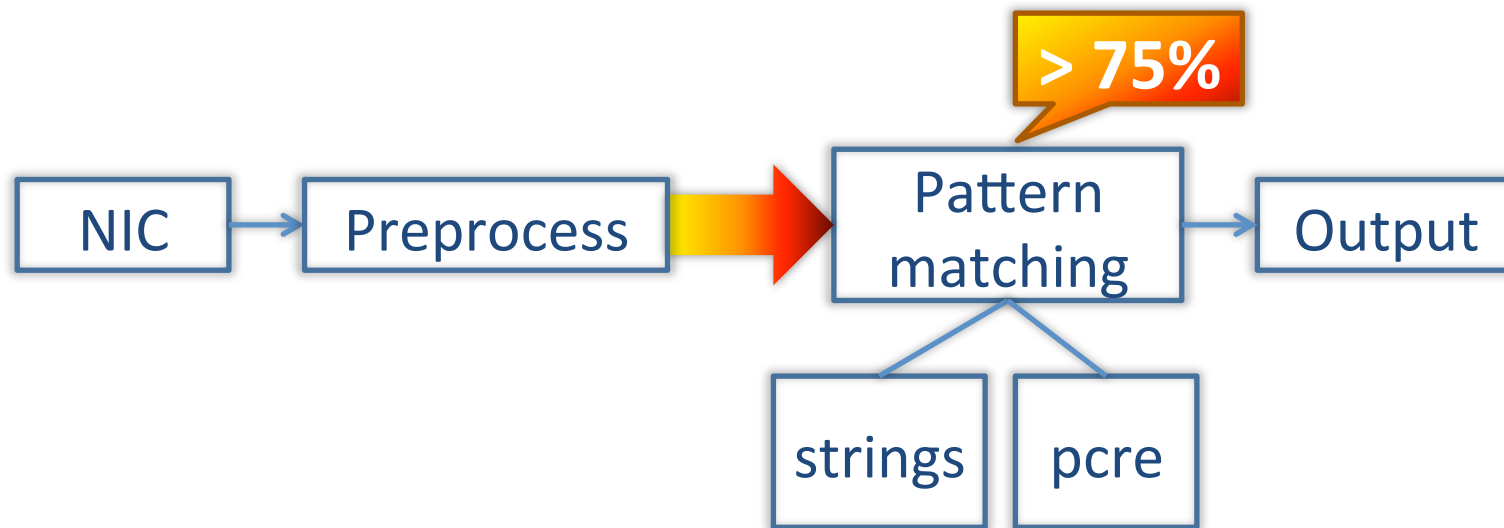 > 75%
NIC
Preprocess
Pattern
matching
Output
strings
pcre